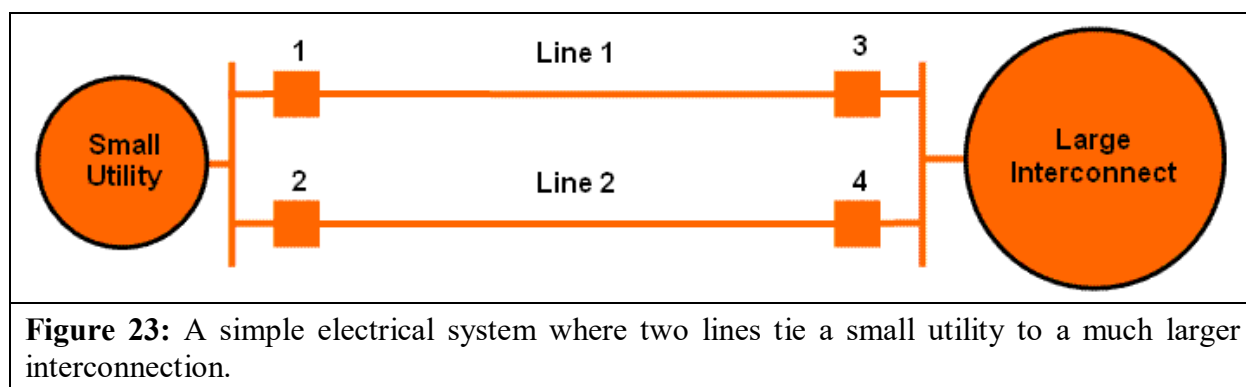 1 Line 1 3
Small
Utility
Large
Interconnect
2 Line 2 4
Figure 23: A simple electrical system where two lines tie a small utility to a much larger
interconnection.